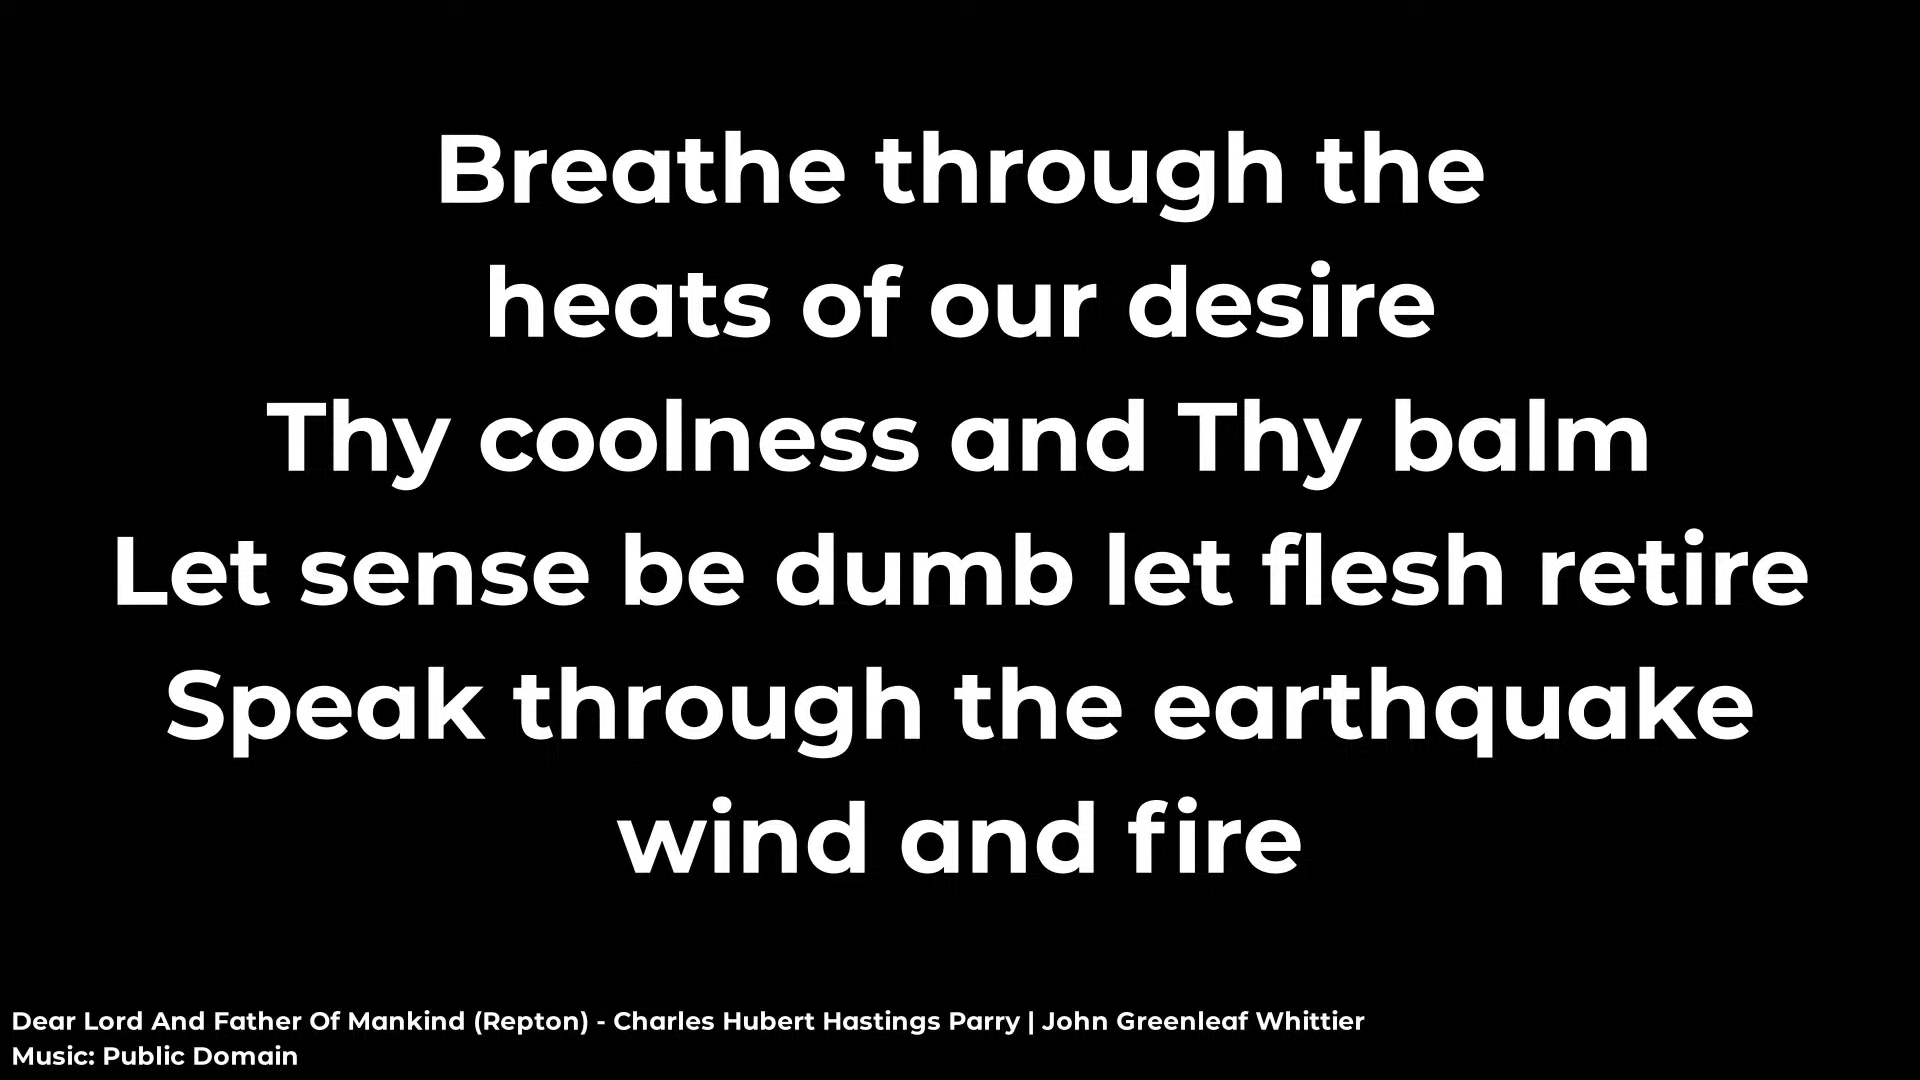 Breathe through the
heats of our desire
Thy coolness and Thy balm
Let sense be dumb let flesh retire
Speak through the earthquake
wind and fire
Dear Lord And Father Of Mankind (Repton) - Charles Hubert Hastings Parry | John Greenleaf Whittier
Music: Public Domain